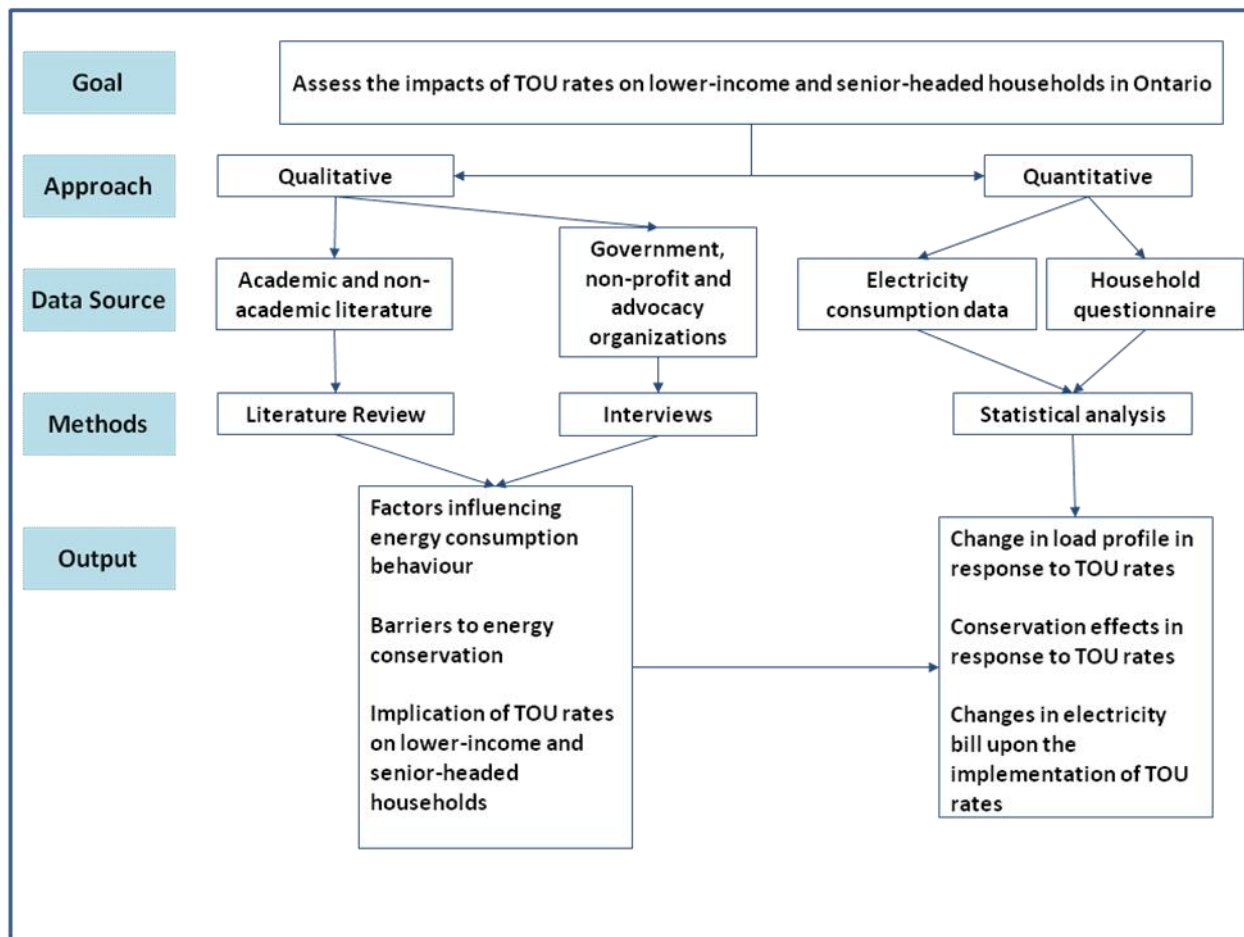 Goal
Assess the impacts of TOU rates on lower-income and senior-headed households in Ontario
Approach
Qualitative
Quantitative
Data Source
Academic and non-
academic literature
Government,
non-profit and
advocacy
organizations
Electricity
consumption data
Household
questionnaire
Methods
Literature Review
Interviews
Statistical analysis
Output
Factors influencing
energy consumption
behaviour
Barriers to energy
conservation
Implication of TOU rates
on lower-income and
senior-headed
households
Change in load profile in
response to TOU rates
Conservation effects in
response to TOU rates
Changes in electricity
bill upon the
implementation of TOU
rates